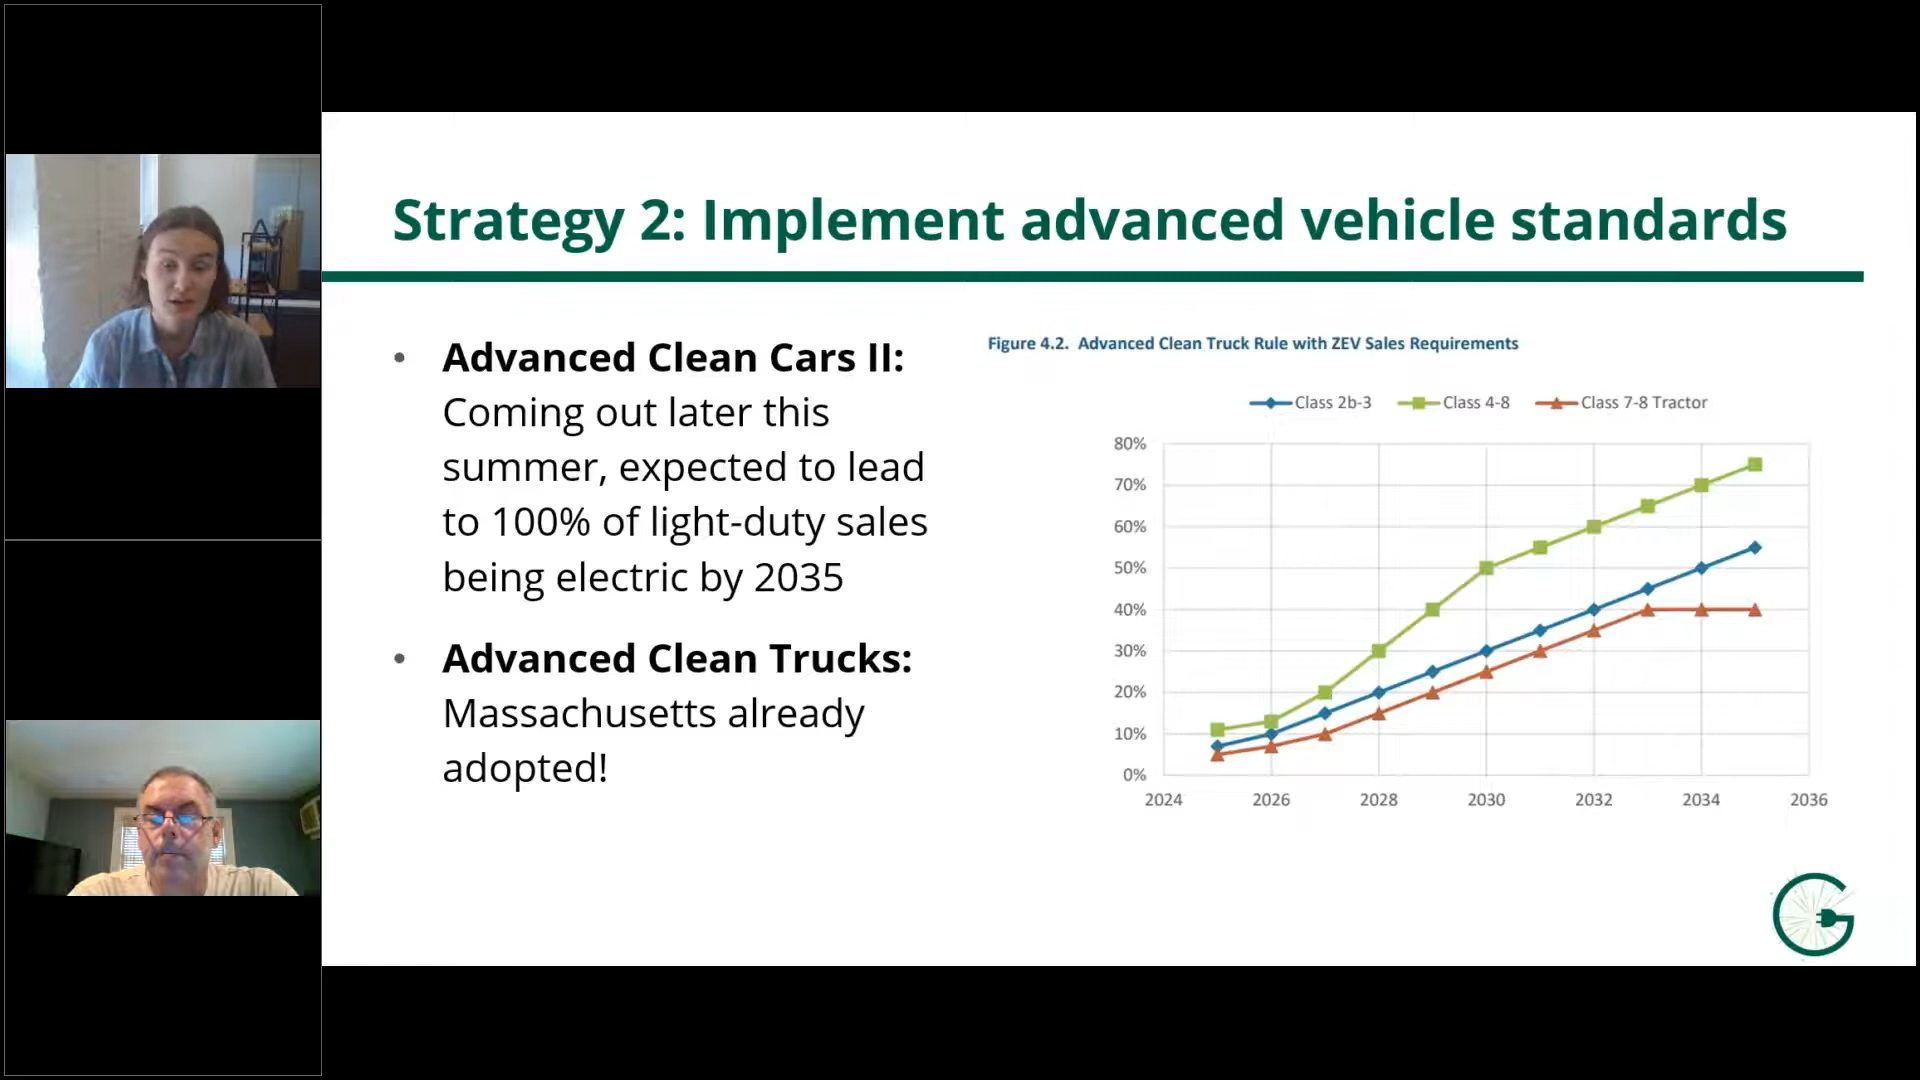 Strategy 2: Implement advanced vehicle standards
• Advanced Clean Cars II:
Coming out later this
summer, expected to lead
to 100% of light-duty sales
being electric by 2035
• Advanced Clean Trucks:
Massachusetts already
adopted!
Figure 4.2. Advanced Clean Truck Rule with ZEV Sales Requirements
Class 2b-3 Class 4-8 Class 7-8 Tractor
80%
70%
60%
50%
40%
30%
20%
10%
0%
2024 2026 2028 2030 2032 2034 2036